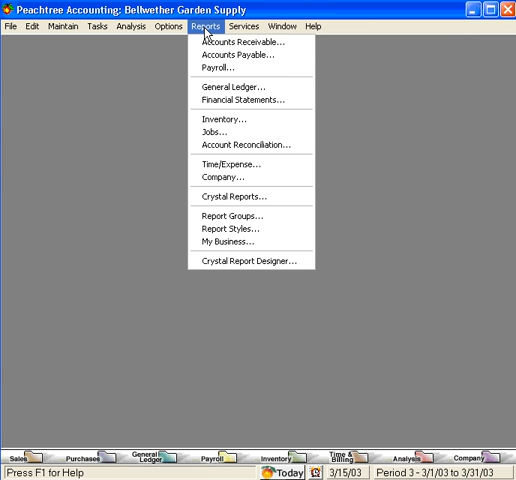 Peachtree Accounting: Bellwether Garden Supply
File Edit Maintain Tasks Analysis Options Reports Services Window Help
Accounts Receivable...
Accounts Payable...
Payroll...
General Ledger...
Financial Statements...
Inventory...
Jobs...
Account Reconciliation...
Time/Expense...
Company...
Crystal Reports...
Report Groups...
Report Styles...
My Business...
Crystal Report Designer...
Sales Purchases General Ledger Payroll Inventory Time & Billing Analysis Company
Press F1 for Help Today 3/15/03 Period 3 - 3/1/03 to 3/31/03